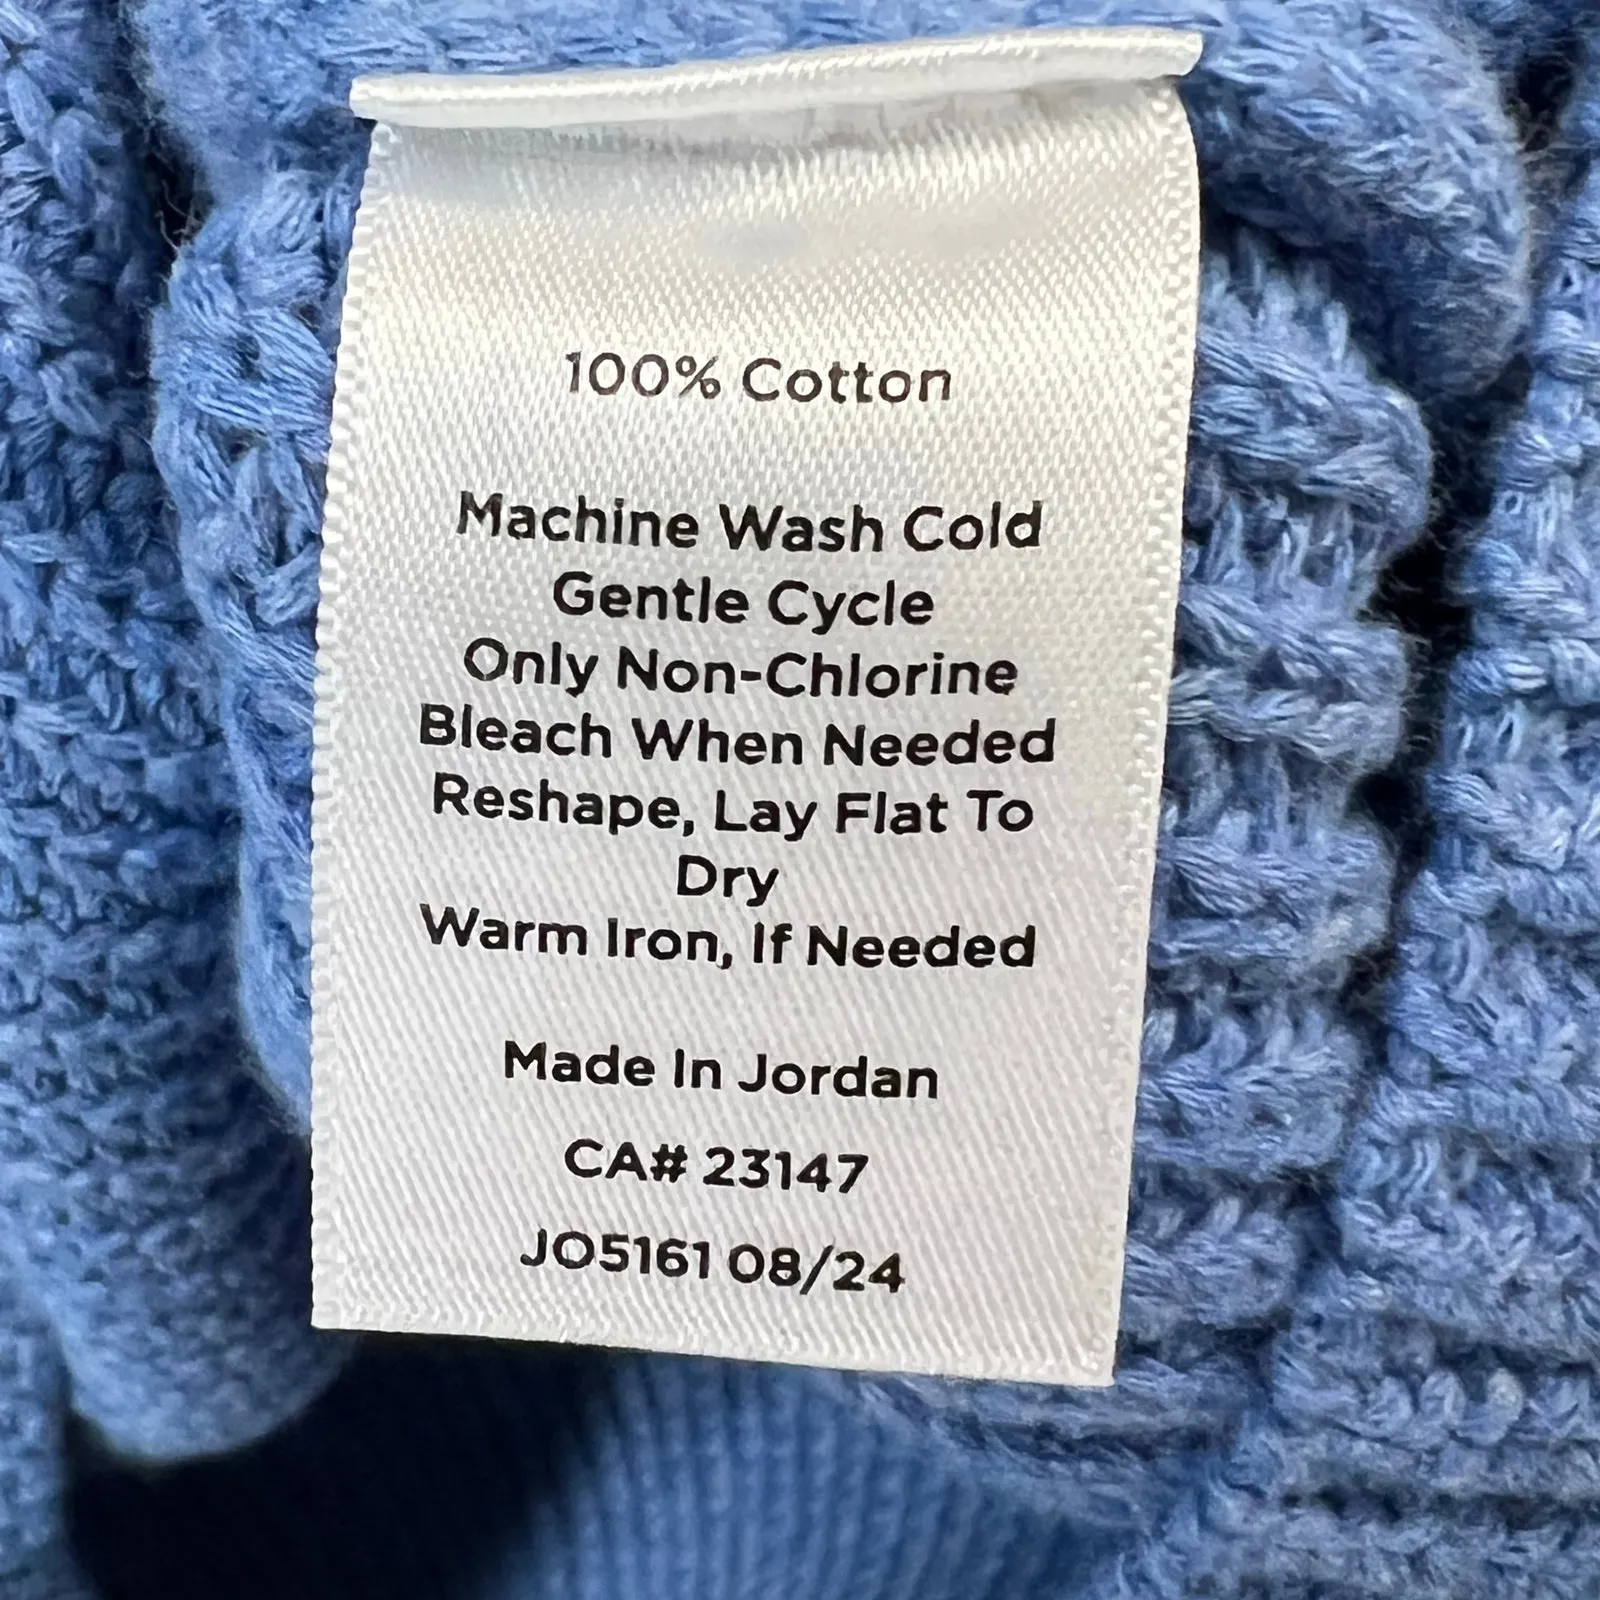 100% Cotton
Machine Wash Cold
Gentle Cycle
Only Non-Chlorine
Bleach When Needed
Reshape, Lay Flat To
Dry
Warm Iron, If Needed
Made In Jordan
CA# 23147
JO5161 08/24